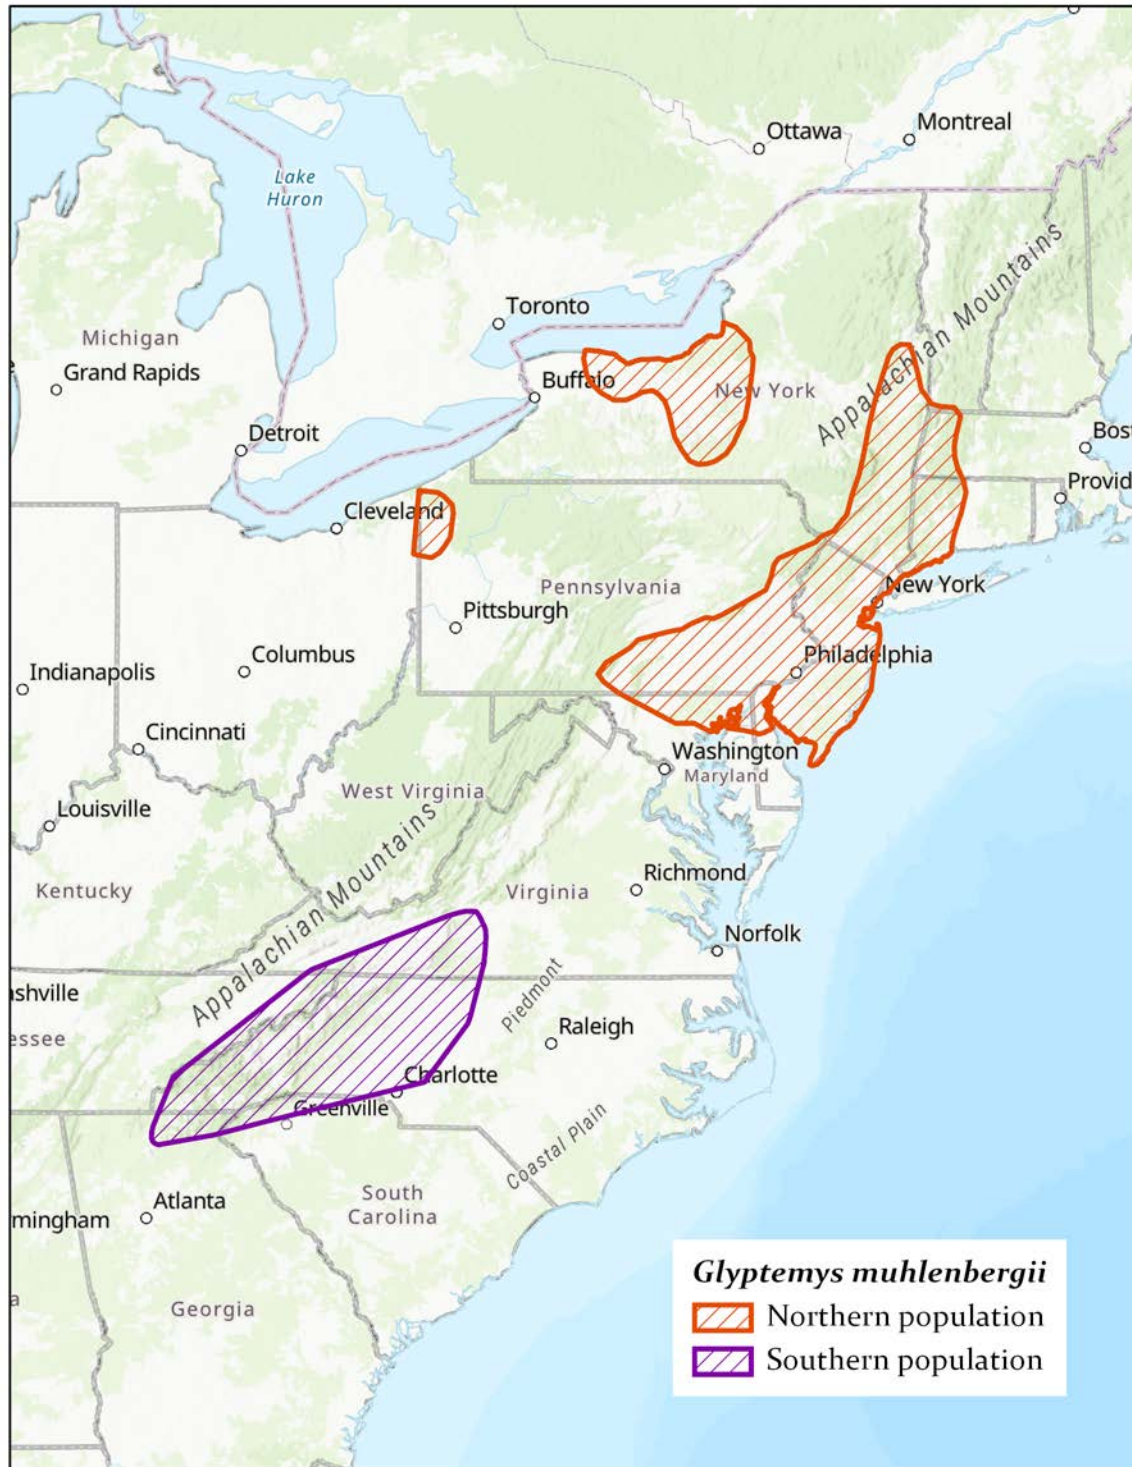 Ottawa
Montreal
Lake
Huron
Toronto
Michigan
Grand Rapids
Buffalo
New York
Appalachian Mountains
Detroit
Bost
Provid
Cleveland
Pennsylvania
New York
Pittsburgh
Columbus
Philadelphia
Indianapolis
Cincinnati
Washington
Maryland
West Virginia
Louisville
Kentucky
Appalachian Mountains
Virginia
Richmond
Norfolk
ashville
Piedmont
essee
Raleigh
Charlotte
Greenville
Coastal Plain
Atlanta
South
Carolina
mingham
a
Georgia
Glyptemys muhlenbergii
Northern population
Southern population